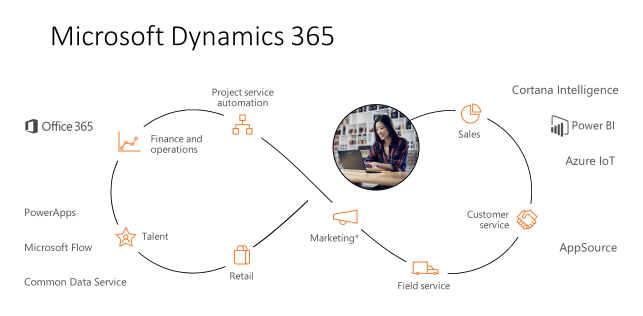 Microsoft Dynamics 365
Cortana Intelligence
Project service
automation
Office 365
Power BI
Sales
Finance and
operations
Azure IoT
PowerApps
Customer
service
Talent
Marketing*
Microsoft Flow
AppSource
Retail
Field service
Common Data Service